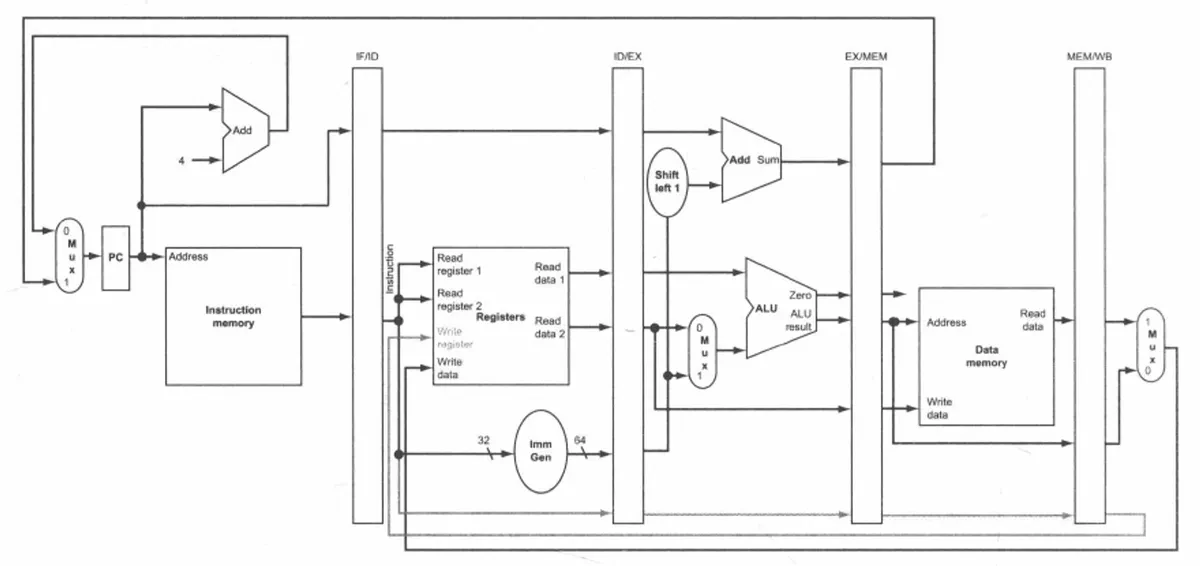 IF/ID
ID/EX
EX/MEM
MEM/WB
Add
4
Add Sum
Shift
left 1
0
M
u
x
1
PC
Address
Instruction
memory
Instruction
Read
register 1
Read
register 2
Registers
Write
register
Write
data
Read
data 1
Read
data 2
0
M
u
x
1
Zero
ALU
ALU
result
Address
Read
data
Data
memory
Write
data
1
M
u
x
0
32
Imm
Gen
64